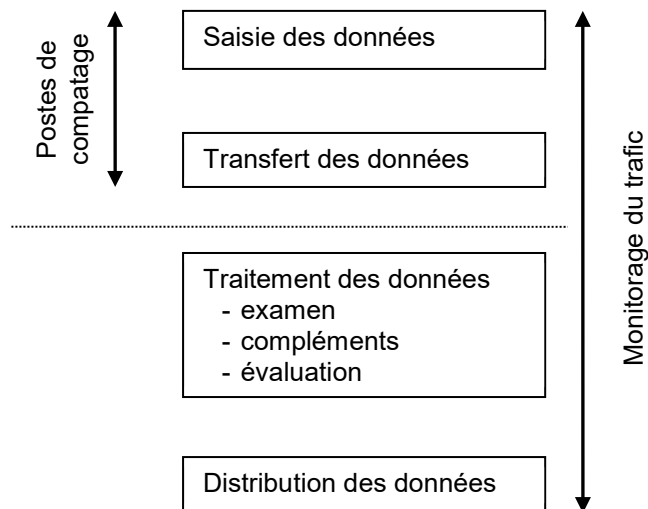 Postes de
compatage
Saisie des données
Transfert des données
Traitement des données
- examen
- compléments
- évaluation
Distribution des données
Monitorage du trafic